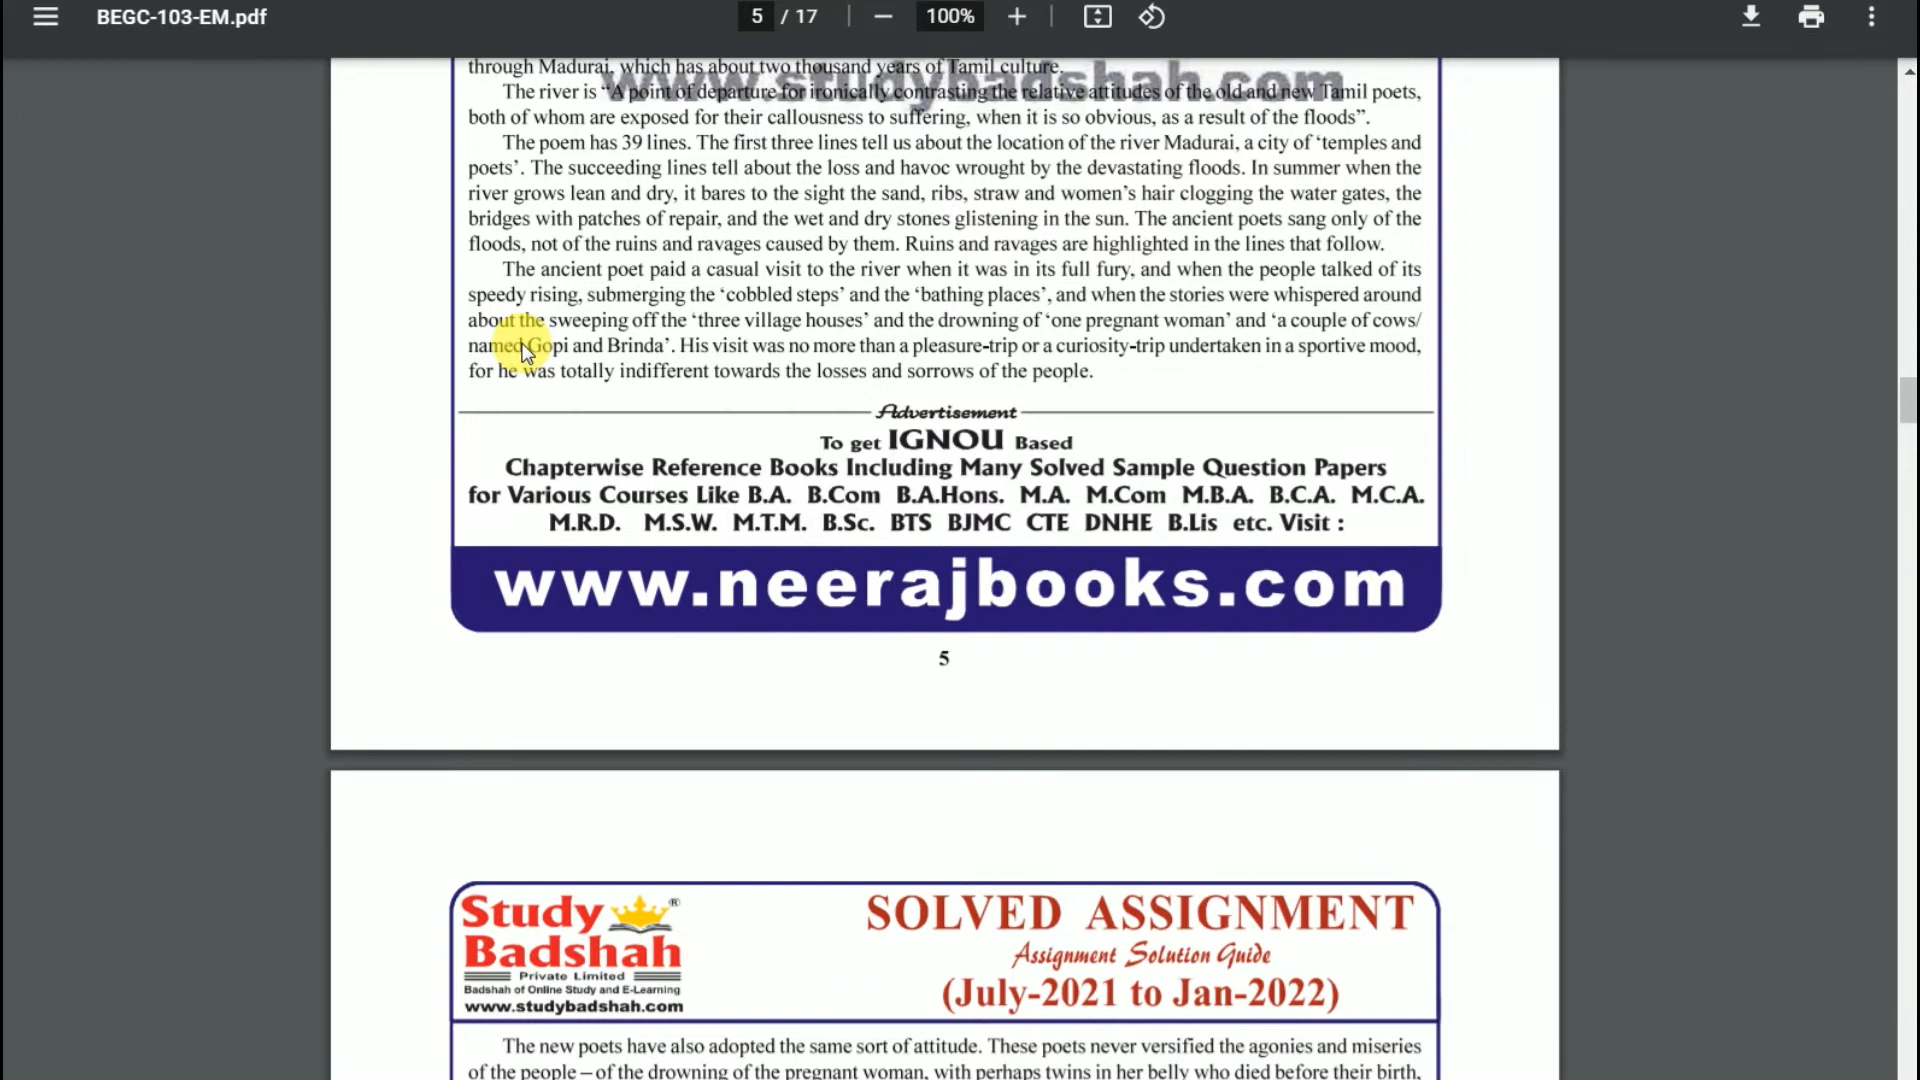 BEGC-103-EM.pdf
5 / 17
100%
through Madurai, which has about two thousand years of Tamil culture.
www.studybadshah.com
The river is “A point of departure for ironically contrasting the relative attitudes of the old and new Tamil poets,
both of whom are exposed for their callousness to suffering, when it is so obvious, as a result of the floods”.
The poem has 39 lines. The first three lines tell us about the location of the river Madurai, a city of ‘temples and
poets’. The succeeding lines tell about the loss and havoc wrought by the devastating floods. In summer when the
river grows lean and dry, it bares to the sight the sand, ribs, straw and women’s hair clogging the water gates, the
bridges with patches of repair, and the wet and dry stones glistening in the sun. The ancient poets sang only of the
floods, not of the ruins and ravages caused by them. Ruins and ravages are highlighted in the lines that follow.
The ancient poet paid a casual visit to the river when it was in its full fury, and when the people talked of its
speedy rising, submerging the ‘cobbled steps’ and the ‘bathing places’, and when the stories were whispered around
about the sweeping off the ‘three village houses’ and the drowning of ‘one pregnant woman’ and ‘a couple of cows/
named Gopi and Brinda’. His visit was no more than a pleasure-trip or a curiosity-trip undertaken in a sportive mood,
for he was totally indifferent towards the losses and sorrows of the people.
Advertisement
To get IGNOU Based
Chapterwise Reference Books Including Many Solved Sample Question Papers
for Various Courses Like B.A. B.Com B.A.Hons. M.A. M.Com M.B.A. B.C.A. M.C.A.
M.R.D. M.S.W. M.T.M. B.Sc. BTS BJMC CTE DNHE B.Lis etc. Visit :
www.neerajbooks.com
5
Study ®
Badshah
Private Limited
Badshah of Online Study and E-Learning
www.studybadshah.com
SOLVED ASSIGNMENT
Assignment Solution Guide
(July-2021 to Jan-2022)
The new poets have also adopted the same sort of attitude. These poets never versified the agonies and miseries
of the people – of the drowning of the pregnant woman, with perhaps twins in her belly who died before their birth,